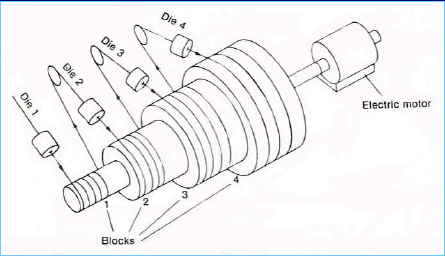 Die 4
Die 3
Die 2
Die 1
Electric motor
1
2
3
4
Blocks